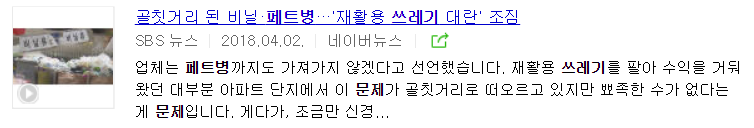 골칫거리 된 비닐·페트병…'재활용 쓰레기 대란' 조짐
SBS 뉴스 2018.04.02. 네이버뉴스
업체는 페트병까지도 가져가지 않겠다고 선언했습니다. 재활용 쓰레기를 팔아 수익을 거둬
왔던 대부분 아파트 단지에서 이 문제가 골칫거리로 떠오르고 있지만 뾰족한 수가 없다는
게 문제입니다. 게다가, 조금만 신경...